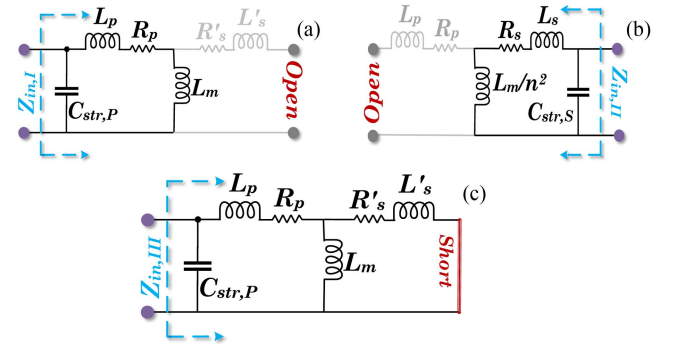 L_p R_p R'_s L'_s (a)
Z_in,I C_str,P L_m Open
L_p R_p R_s L_s (b)
Open L_m/n² C_str,S Z_in,II
L_p R_p R'_s L'_s (c)
Z_in,III C_str,P L_m Short